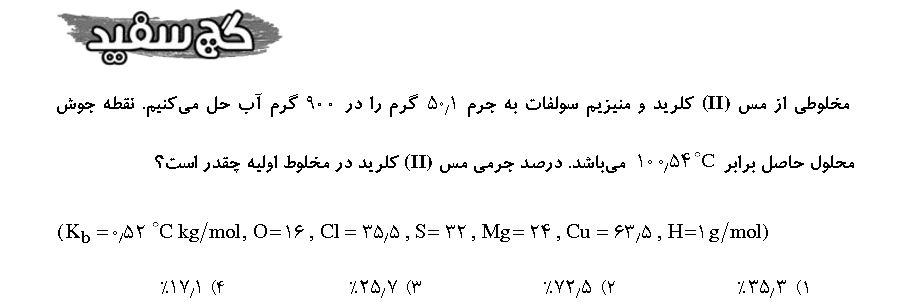 گچ سفید
مخلوطی از مس (II) کلرید و منیزیم سولفات به جرم ۵۰٫۱ گرم را در ۹۰۰ گرم آب حل می‌کنیم. نقطه جوش
محلول حاصل برابر ۱۰۰٫۵۴ °C می‌باشد. درصد جرمی مس (II) کلرید در مخلوط اولیه چقدر است؟
(K_b = ۰٫۵۲ °C kg/mol, O=۱۶ , Cl = ۳۵٫۵ , S= ۳۲ , Mg= ۲۴ , Cu = ۶۳٫۵ , H=۱ g/mol)
۱) ۳۵٫۳٪ ۲) ۷۲٫۵٪ ۳) ۲۵٫۷٪ ۴) ۱۷٫۱٪